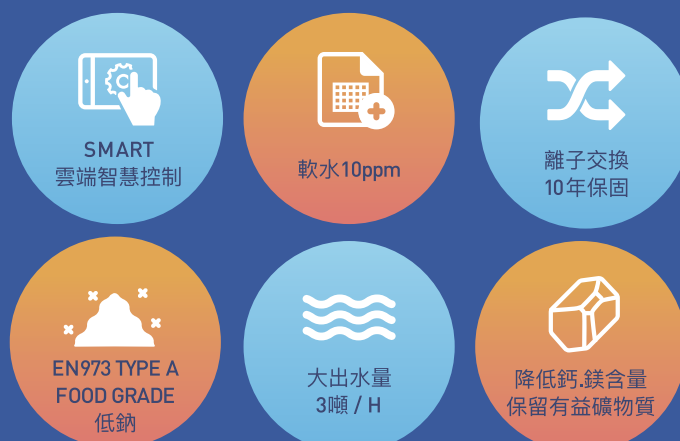 SMART
雲端智慧控制
軟水10ppm
離子交換
10年保固
EN973 TYPE A
FOOD GRADE
低鈉
大出水量
3噸 / H
降低鈣.鎂含量
保留有益礦物質